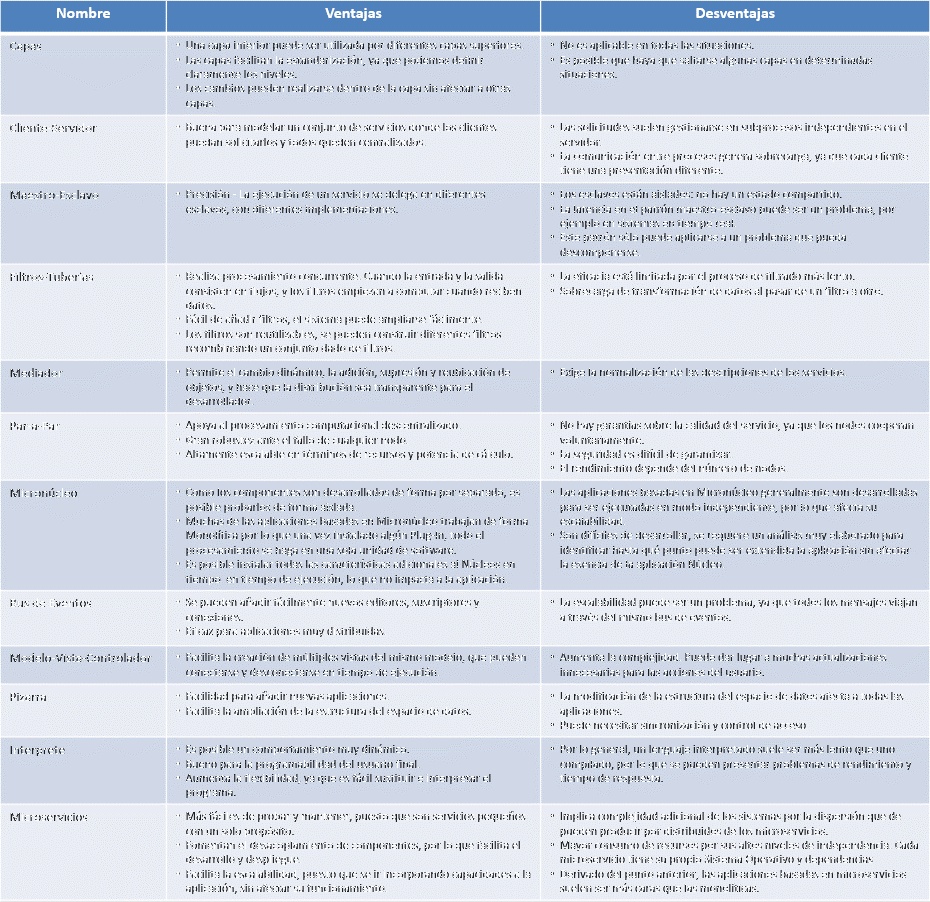 Nombre
Ventajas
Desventajas
Capas
Una capa inferior puede ser utilizada por diferentes capas superiores.
Las capas facilitan la estandarización, ya que podemos definir
claramente los niveles.
Los cambios pueden realizarse dentro de la capa sin afectar a otras
capas
No es aplicable en todas las situaciones.
Es posible que haya que saltarse algunas capas en determinadas
situaciones.
Cliente-Servidor
Buena para modelar un conjunto de servicios donde los clientes
puedan solicitarlos y todos queden centralizados
Las solicitudes suelen gestionarse en subprocesos independientes en el
servidor
La comunicación entre procesos genera sobrecarga, ya que cada cliente
tiene una presentación diferente.
Maestro-Esclavo
Precisión - La ejecución de un servicio se delega en diferentes
esclavos, con diferentes implementaciones.
Los esclavos están aislados: no hay un estado compartido.
La latencia en el patrón maestro-esclavo puede ser un problema, por
ejemplo en sistemas en tiempo real
Este patrón sólo puede aplicarse a un problema que pueda
descomponerse
Filtros-Tuberías
Realiza procesamiento concurrente. Cuando la entrada y la salida
consisten en flujos, y los filtros empiezan a computar cuando reciben
datos.
Fácil de añadir filtros, el sistema puede ampliarse fácilmente
Los filtros son reutilizables, se pueden construir diferentes filtros
recombinando un conjunto dado de filtros
La eficacia está limitada por el proceso de filtrado más lento.
Sobrecarga de transformación de datos al pasar de un filtro a otro.
Mediador
Permite el cambio dinámico, la adición, supresión y reubicación de
objetos, y hace que la distribución sea transparente para el
desarrollador
Exige la normalización de las descripciones de los servicios
Par-a-Par
Apoya al procesamiento computacional descentralizado
Gran robustez ante el fallo de cualquier nodo
Altamente escalable en términos de recursos y potencia de cálculo.
No hay garantías sobre la calidad del servicio, ya que los nodos cooperan
voluntariamente.
La seguridad es difícil de garantizar
El rendimiento depende del número de nodos
Micronúcleo
Como los componentes son desarrollados de forma por separada, es
posible probarlos de forma aislada
Muchas de las aplicaciones basadas en Micronúcleo trabajan de forma
Monolítica por lo que una vez instalado algún Plugin, todo el
procesamiento se hace en una sola unidad de software.
Es posible instalar todas las características adicionales al Núcleo en
tiempo en tiempo de ejecución, lo que no impacta a la aplicación
Las aplicaciones basadas en Micronúcleo generalmente son desarrolladas
para ser ejecutadas en modo independiente, por lo que afecta su
escalabilidad
Son difíciles de desarrollar, se requiere un análisis muy elaborado para
identificar hasta qué punto puede ser extendida la aplicación sin afectar
la esencia de la aplicación Núcleo
Bus de Eventos
Se pueden añadir fácilmente nuevos editores, suscriptores y
conexiones.
Eficaz para aplicaciones muy distribuidas
La escalabilidad puede ser un problema, ya que todos los mensajes viajan
a través del mismo bus de eventos.
Modelo-Vista-Controlador
Facilita la creación de múltiples vistas del mismo modelo, que pueden
conectarse y desconectarse en tiempo de ejecución.
Aumenta la complejidad. Puede dar lugar a muchas actualizaciones
innecesarias para las acciones del usuario.
Pizarra
Facilidad para añadir nuevas aplicaciones
Facilita la ampliación de la estructura del espacio de datos.
La modificación de la estructura del espacio de datos afecta a todas las
aplicaciones.
Puede necesitar sincronización y control de acceso
Interprete
Es posible un comportamiento muy dinámico.
Bueno para la programabilidad del usuario final
Aumenta la flexibilidad, ya que es fácil sustituir e interpretar el
programa.
Por lo general, un lenguaje interpretado suele ser más lento que uno
compilado, por lo que se pueden presentar problemas de rendimiento y
tiempo de respuesta.
Microservicios
Más fáciles de probar y mantener, puesto que son servicios pequeños
con un solo propósito.
Fomentar el desacoplamiento de componentes, por lo que facilita el
desarrollo y despliegue
Facilita la escalabilidad, puesto que se ir incorporando capacidades a la
aplicación, sin afectar su funcionamiento
Implica complejidad adicional de los sistemas por la dispersión que de
pueden producir por distribuidos de los microservicios.
Mayor consumo de recursos por sus altos niveles de independencia. Cada
microservicio tiene su propio Sistema Operativo y dependencias
Derivado del punto anterior, las aplicaciones basadas en microservicios
suelen ser más caras que las monolíticas.